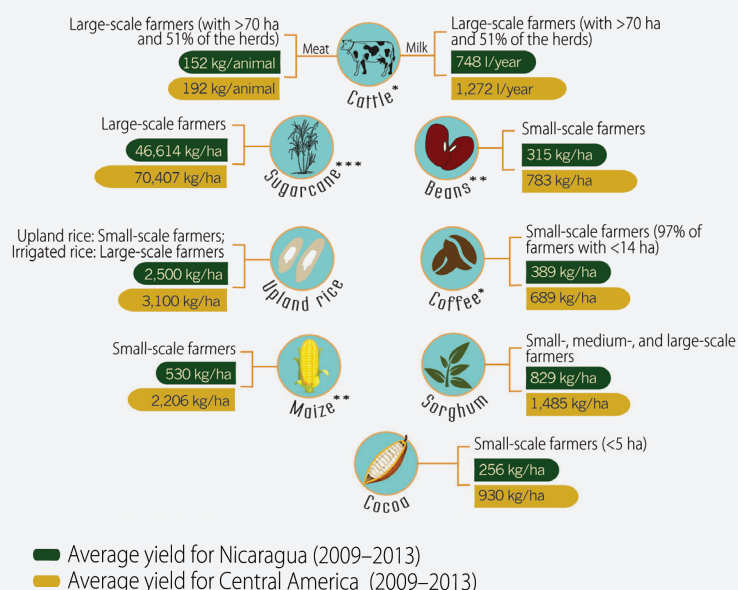 Large-scale farmers (with >70 ha
and 51% of the herds)
152 kg/animal
192 kg/animal
Meat
Milk
Cattle*
Large-scale farmers (with >70 ha
and 51% of the herds)
748 l/year
1,272 l/year
Large-scale farmers
46,614 kg/ha
70,407 kg/ha
Sugarcane***
Small-scale farmers
315 kg/ha
783 kg/ha
Beans**
Upland rice: Small-scale farmers;
Irrigated rice: Large-scale farmers
2,500 kg/ha
3,100 kg/ha
Upland rice
Small-scale farmers (97% of
farmers with <14 ha)
389 kg/ha
689 kg/ha
Coffee*
Small-scale farmers
530 kg/ha
2,206 kg/ha
Maize**
Small-, medium-, and large-scale
farmers
829 kg/ha
1,485 kg/ha
Sorghum
Small-scale farmers (<5 ha)
256 kg/ha
930 kg/ha
Cocoa
Average yield for Nicaragua (2009–2013)
Average yield for Central America (2009–2013)